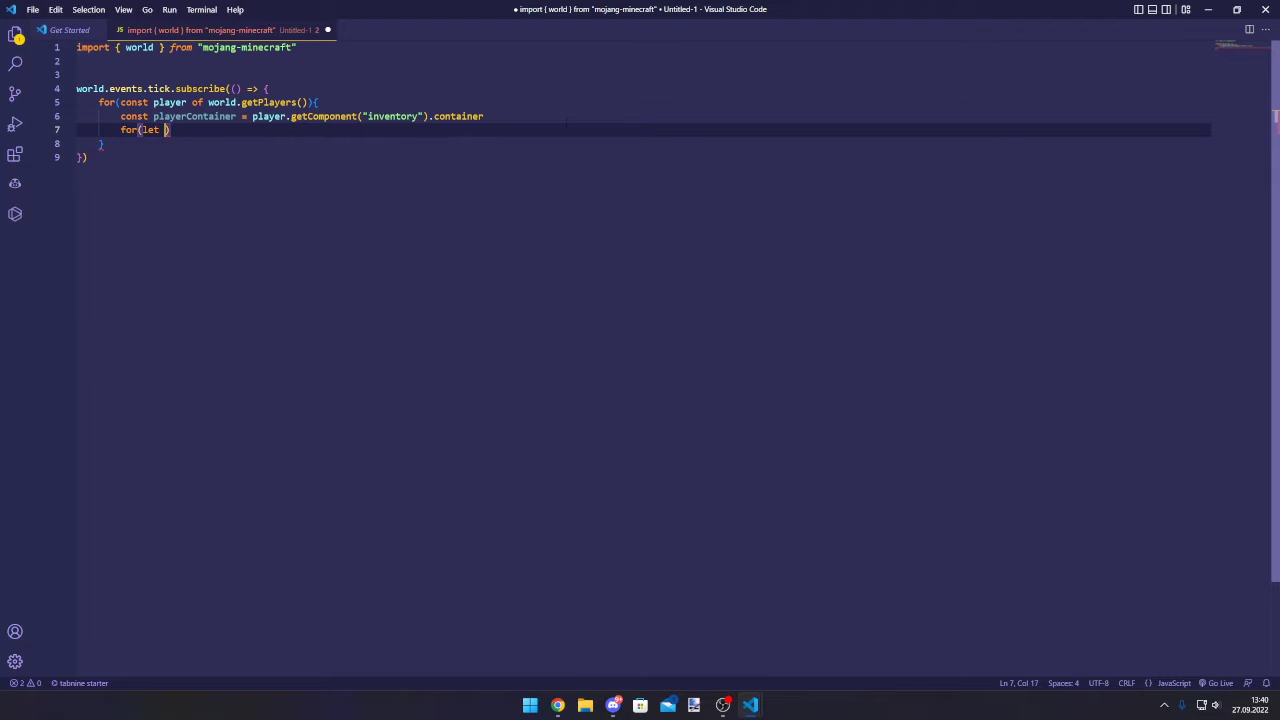 File Edit Selection View Go Run Terminal Help
● import { world } from "mojang-minecraft" • Untitled-1 - Visual Studio Code
Get Started
JS import { world } from "mojang-minecraft" Untitled-1 2 ●
1 import { world } from "mojang-minecraft"
2
3
4 world.events.tick.subscribe(() => {
5 for(const player of world.getPlayers()){
6 const playerContainer = player.getComponent("inventory").container
7 for(let )
8 }
9 })
2 0 tabnine starter
Ln 7, Col 17 Spaces: 4 UTF-8 CRLF {} JavaScript Go Live
13:40
27.09.2022